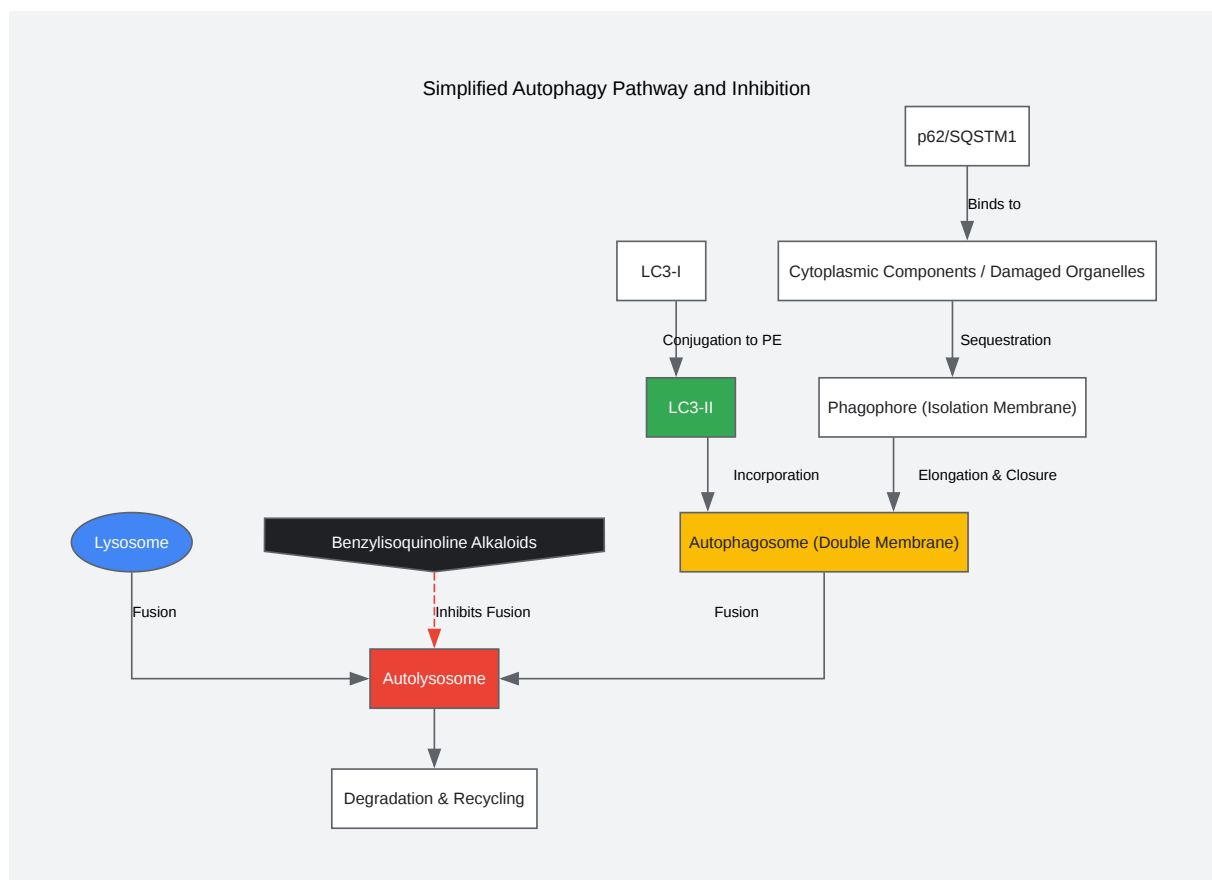 Simplified Autophagy Pathway and Inhibition
p62/SQSTM1
Binds to
LC3-I
Cytoplasmic Components / Damaged Organelles
Conjugation to PE
Sequestration
LC3-II
Phagophore (Isolation Membrane)
Incorporation
Elongation & Closure
Lysosome
Benzylisoquinoline Alkaloids
Autophagosome (Double Membrane)
Fusion
Inhibits Fusion
Fusion
Autolysosome
Degradation & Recycling